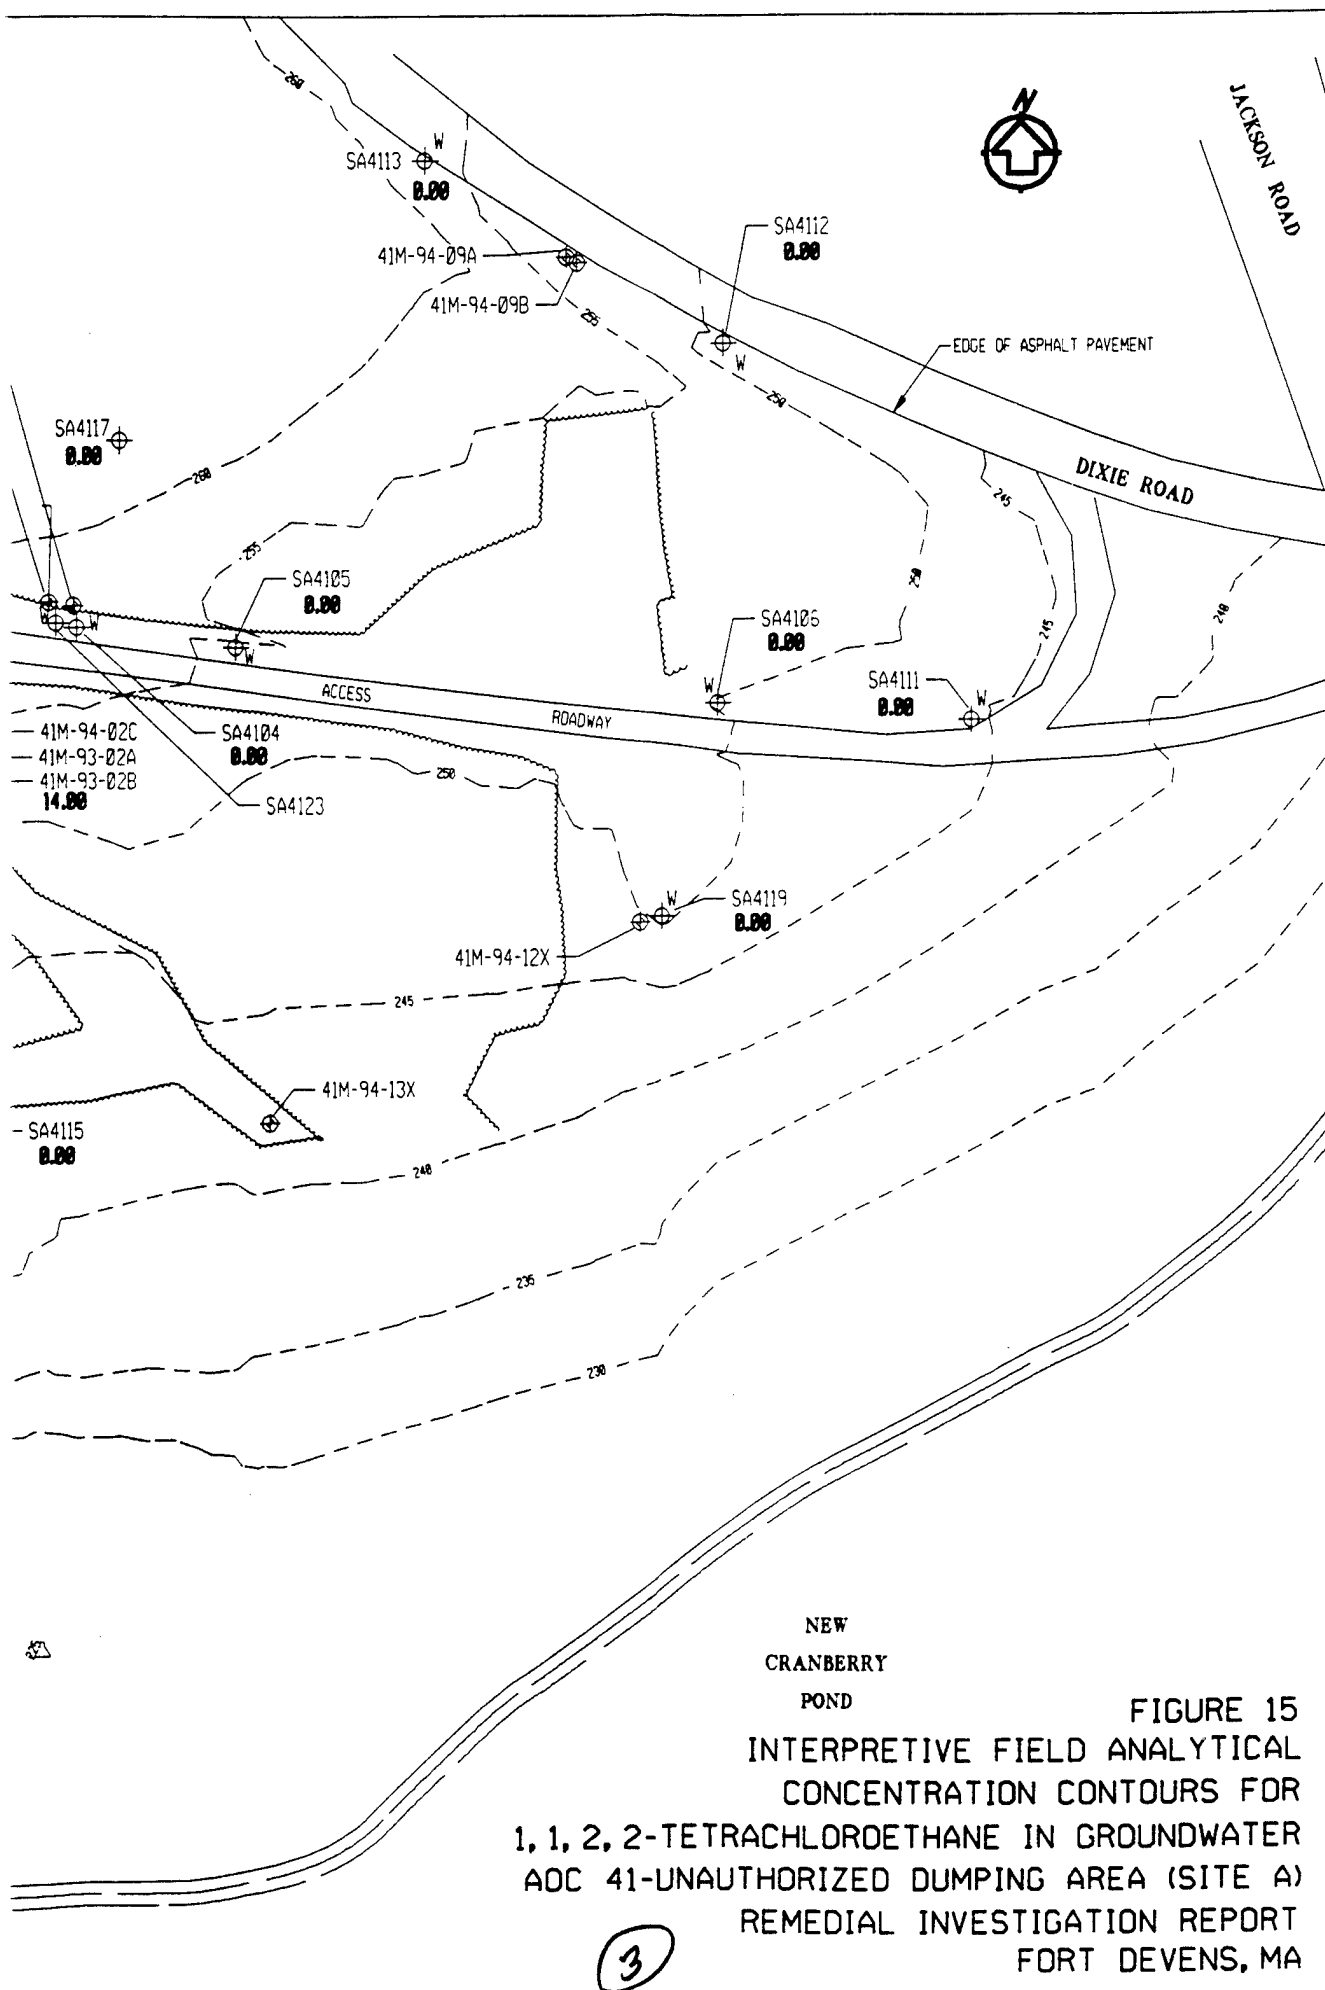 N
JACKSON ROAD
260
W
SA4113
0.00
SA4112
0.00
41M-94-09A
41M-94-09B
255
W
EDGE OF ASPHALT PAVEMENT
250
SA4117
0.00
260
DIXIE ROAD
245
255
SA4105
0.00
250
SA4106
0.00
240
W
W
245
W
SA4111
0.00
W
W
ACCESS
ROADWAY
41M-94-02C
SA4104
0.00
41M-93-02A
41M-93-02B
14.00
250
SA4123
W
SA4119
0.00
41M-94-12X
245
41M-94-13X
SA4115
0.00
240
235
230
NEW
CRANBERRY
POND
FIGURE 15
INTERPRETIVE FIELD ANALYTICAL
CONCENTRATION CONTOURS FOR
1,1,2,2-TETRACHLOROETHANE IN GROUNDWATER
AOC 41-UNAUTHORIZED DUMPING AREA (SITE A)
REMEDIAL INVESTIGATION REPORT
FORT DEVENS, MA
3